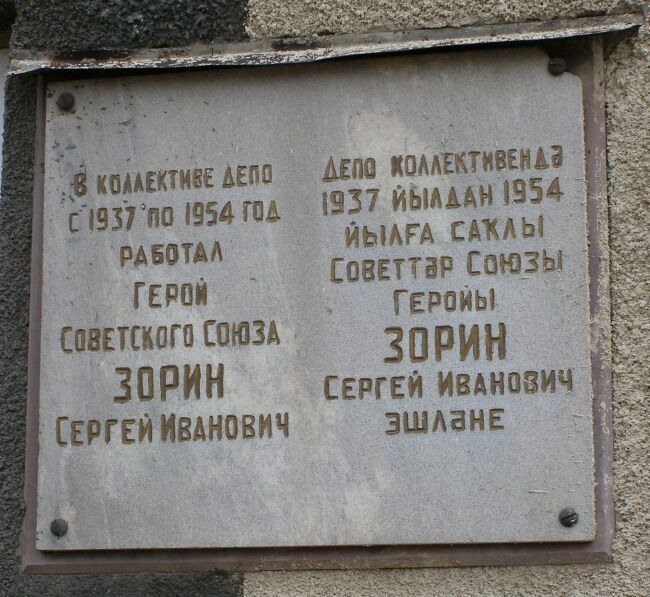 В коллективе депо
с 1937 по 1954 год
работал
Герой
Советского Союза
ЗОРИН
Сергей Иванович
Депо коллективендә
1937 йылдан 1954
йылға саҡлы
Советтар Союзы
Геройы
ЗОРИН
Сергей Иванович
эшләне